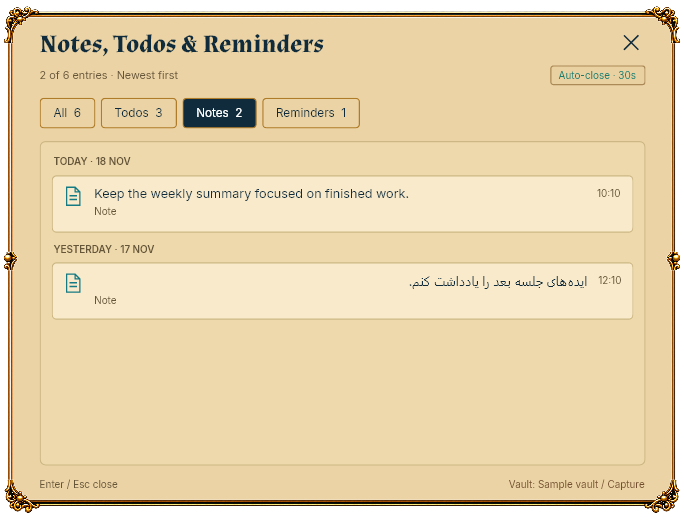 Notes, Todos & Reminders
2 of 6 entries · Newest first
Auto-close · 30s
All 6
Todos 3
Notes 2
Reminders 1
TODAY · 18 NOV
Keep the weekly summary focused on finished work.
10:10
Note
YESTERDAY · 17 NOV
ایده‌های جلسه بعد را یادداشت کنم.
12:10
Note
Enter / Esc close
Vault: Sample vault / Capture